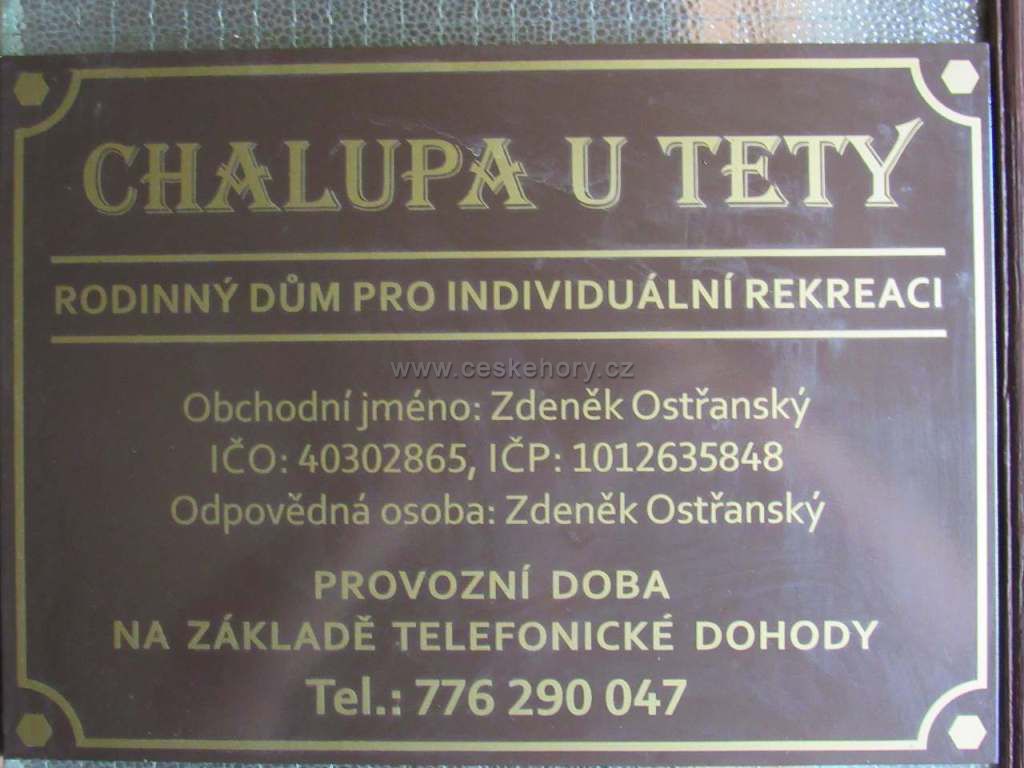 CHALUPA U TETY
RODINNÝ DŮM PRO INDIVIDUÁLNÍ REKREACI
www.ceskehory.cz
Obchodní jméno: Zdeněk Ostřanský
IČO: 40302865, IČP: 1012635848
Odpovědná osoba: Zdeněk Ostřanský
PROVOZNÍ DOBA
NA ZÁKLADĚ TELEFONICKÉ DOHODY
Tel.: 776 290 047